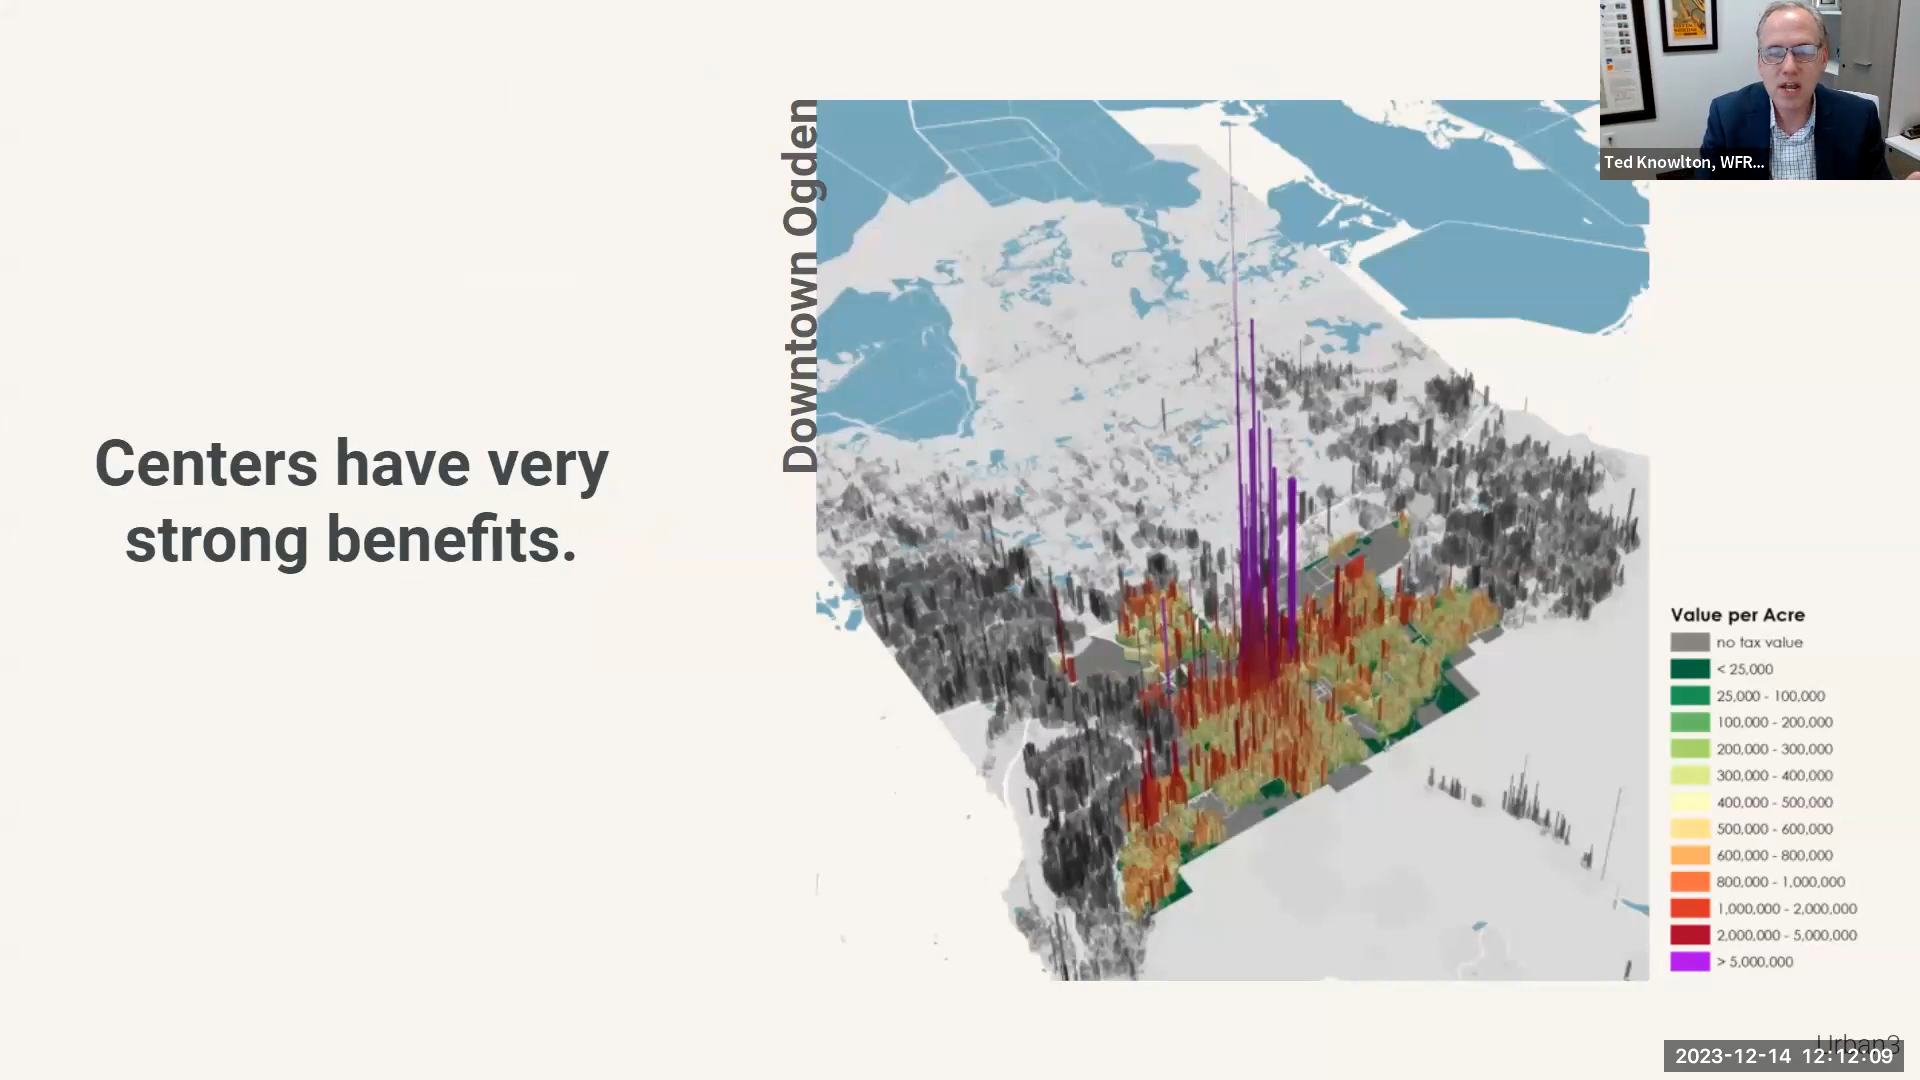 Centers have very
strong benefits.
Downtown Ogden
Ted Knowlton, WFR...
Value per Acre
no tax value
< 25,000
25,000 - 100,000
100,000 - 200,000
200,000 - 300,000
300,000 - 400,000
400,000 - 500,000
500,000 - 600,000
600,000 - 800,000
800,000 - 1,000,000
1,000,000 - 2,000,000
2,000,000 - 5,000,000
> 5,000,000
Urban3
2023-12-14 12:12:09